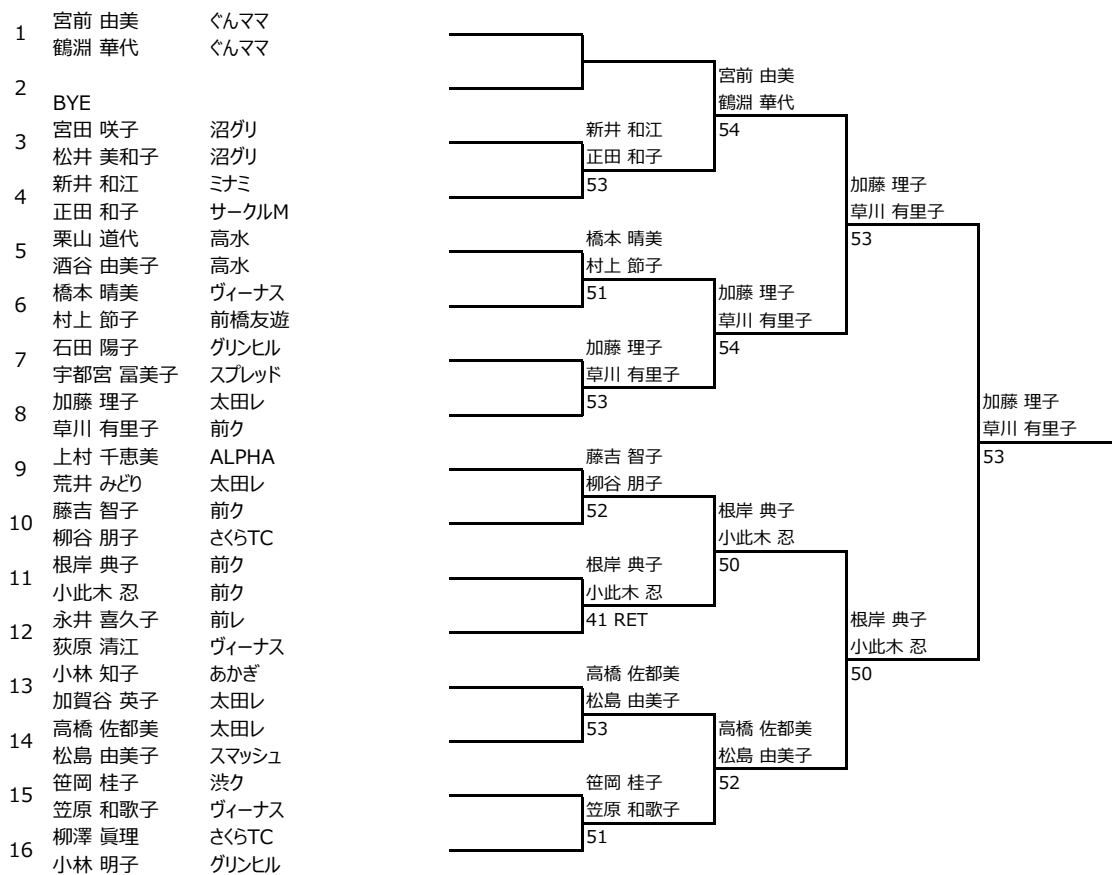 1
宮前 由美 ぐんママ
鶴淵 華代 ぐんママ
2
BYE
3
宮田 咲子 沼グリ
松井 美和子 沼グリ
4
新井 和江 ミナミ
正田 和子 サークルM
5
栗山 道代 高水
酒谷 由美子 高水
6
橋本 晴美 ヴィーナス
村上 節子 前橋友遊
7
石田 陽子 グリンヒル
宇都宮 冨美子 スプレッド
8
加藤 理子 太田レ
草川 有里子 前ク
9
上村 千恵美 ALPHA
荒井 みどり 太田レ
10
藤吉 智子 前ク
柳谷 朋子 さくらTC
11
根岸 典子 前ク
小此木 忍 前ク
12
永井 喜久子 前レ
荻原 清江 ヴィーナス
13
小林 知子 あかぎ
加賀谷 英子 太田レ
14
高橋 佐都美 太田レ
松島 由美子 スマッシュ
15
笹岡 桂子 渋ク
笠原 和歌子 ヴィーナス
16
柳澤 眞理 さくらTC
小林 明子 グリンヒル
新井 和江
正田 和子
53
橋本 晴美
村上 節子
51
加藤 理子
草川 有里子
53
藤吉 智子
柳谷 朋子
52
根岸 典子
小此木 忍
41 RET
高橋 佐都美
松島 由美子
53
笹岡 桂子
笠原 和歌子
51
宮前 由美
鶴淵 華代
54
加藤 理子
草川 有里子
54
根岸 典子
小此木 忍
50
高橋 佐都美
松島 由美子
52
加藤 理子
草川 有里子
53
根岸 典子
小此木 忍
50
加藤 理子
草川 有里子
53